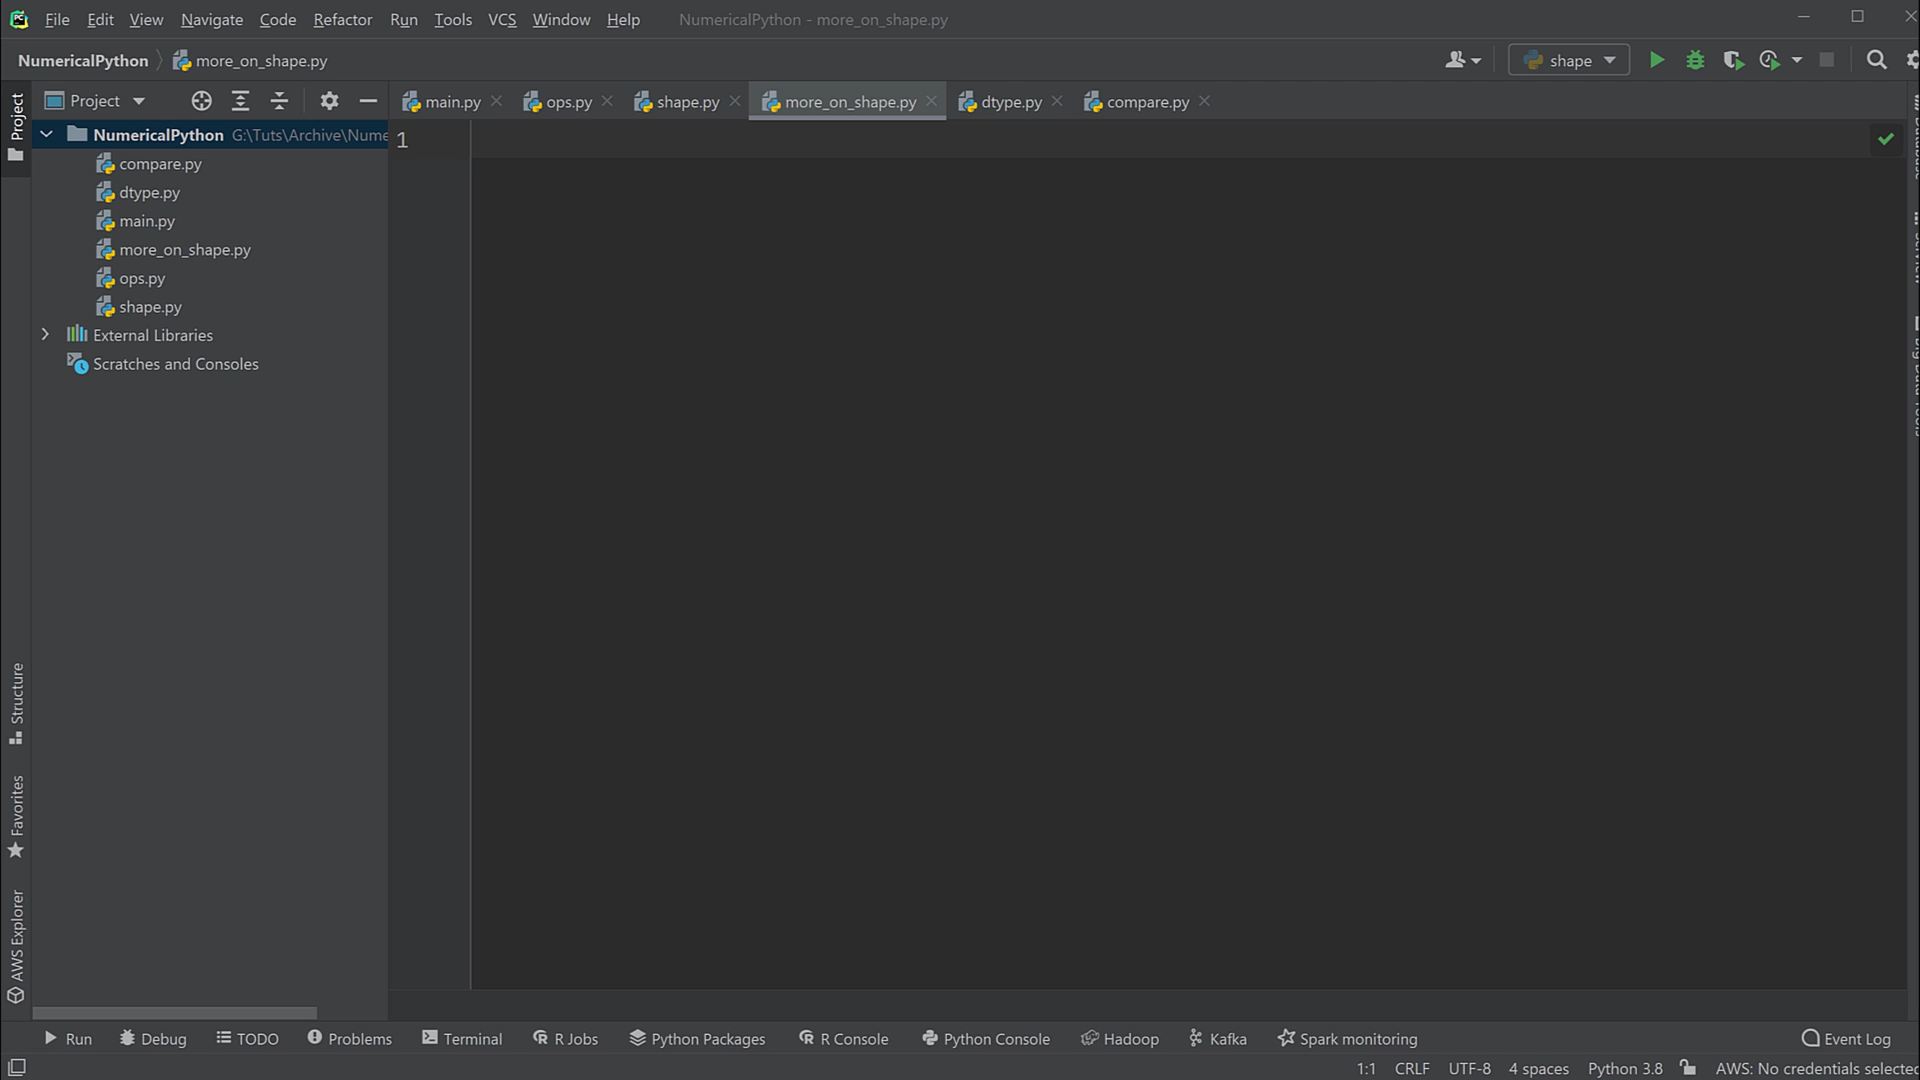 File Edit View Navigate Code Refactor Run Tools VCS Window Help NumericalPython - more_on_shape.py
NumericalPython more_on_shape.py shape
Project main.py ops.py shape.py more_on_shape.py dtype.py compare.py
Project
NumericalPython G:\Tuts\Archive\Nume
1
compare.py
dtype.py
main.py
more_on_shape.py
ops.py
shape.py
External Libraries
Scratches and Consoles
Structure
Favorites
AWS Explorer
Run Debug TODO Problems Terminal R Jobs Python Packages R Console Python Console Hadoop Kafka Spark monitoring Event Log
1:1 CRLF UTF-8 4 spaces Python 3.8 AWS: No credentials selected